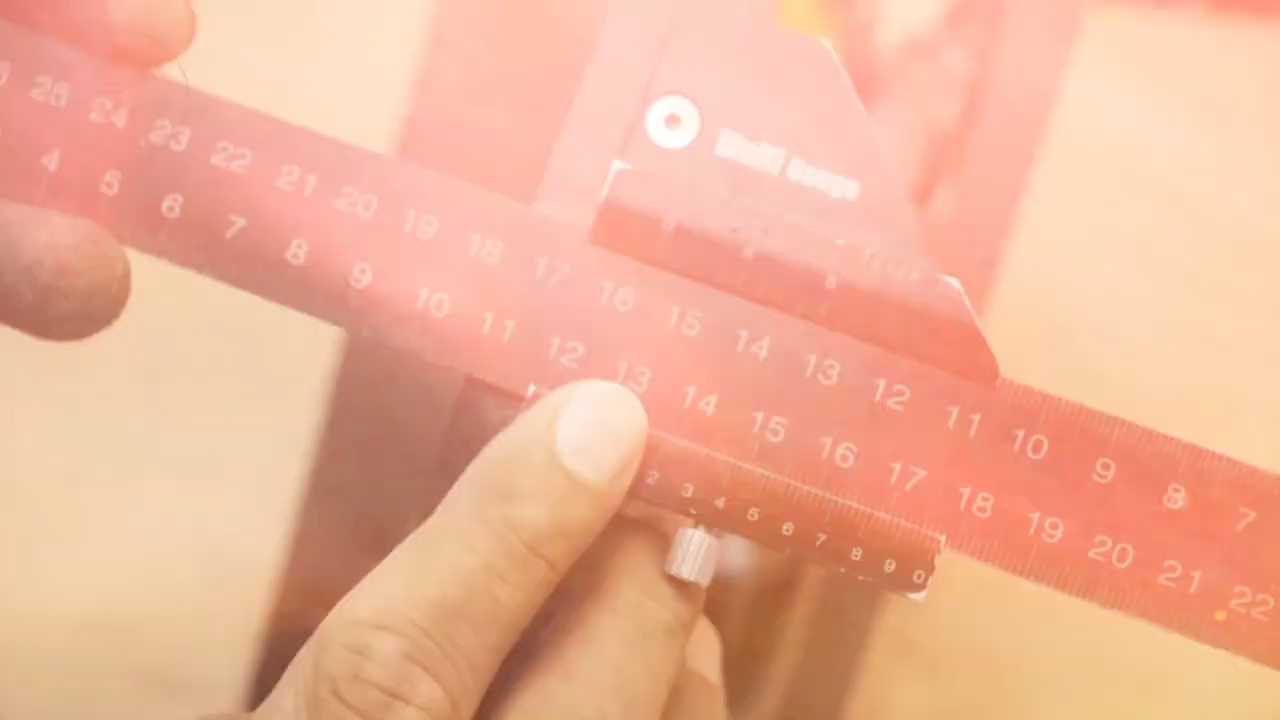 Multi Gauge
25 24 23 22 21 20 19 18 17 16 15 14 13 12 11 10 9 8 7
4 5 6 7 8 9 10 11 12 13 14 15 16 17 18 19 20 21 22
2 3 4 5 6 7 8 9 0